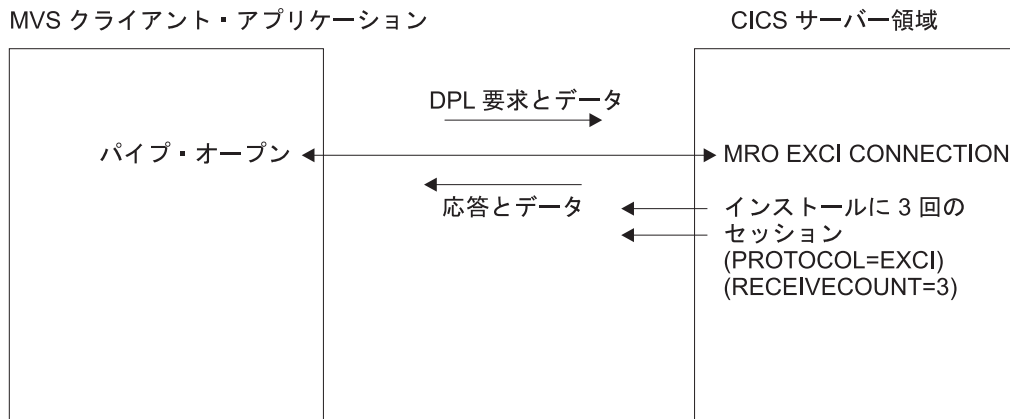 MVS クライアント・アプリケーション
CICS サーバー領域
DPL 要求とデータ
パイプ・オープン
MRO EXCI CONNECTION
応答とデータ
インストールに 3 回の
セッション
(PROTOCOL=EXCI)
(RECEIVECOUNT=3)